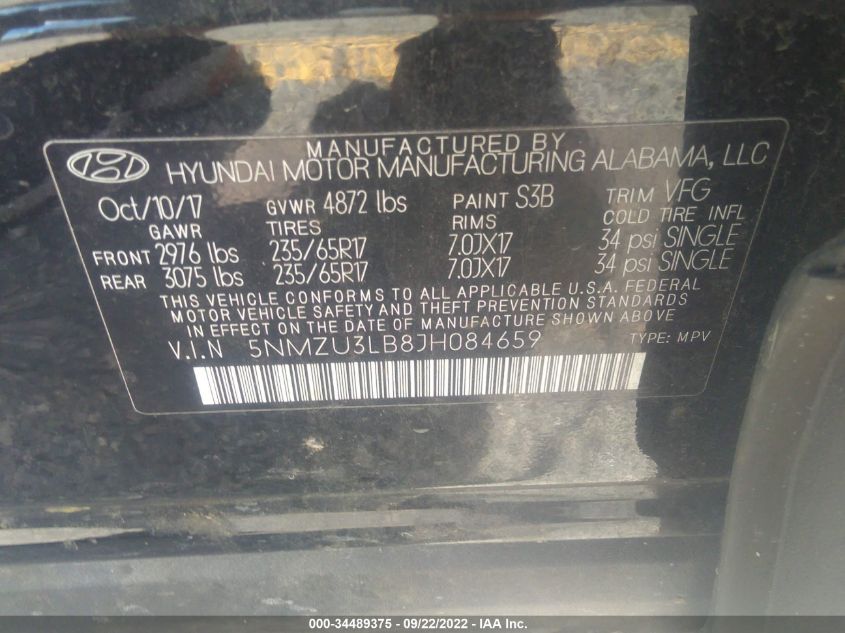 MANUFACTURED BY
HYUNDAI MOTOR MANUFACTURING ALABAMA, LLC
Oct/10/17 GVWR 4872 lbs PAINT S3B TRIM VFG
GAWR TIRES RIMS COLD TIRE INFL
FRONT 2976 lbs 235/65R17 7.0JX17 34 psi SINGLE
REAR 3075 lbs 235/65R17 7.0JX17 34 psi SINGLE
THIS VEHICLE CONFORMS TO ALL APPLICABLE U.S.A. FEDERAL
MOTOR VEHICLE SAFETY AND THEFT PREVENTION STANDARDS
IN EFFECT ON THE DATE OF MANUFACTURE SHOWN ABOVE
V.I.N 5NMZU3LB8JH084659 TYPE: MPV
000-34489375 - 09/22/2022 - IAA Inc.